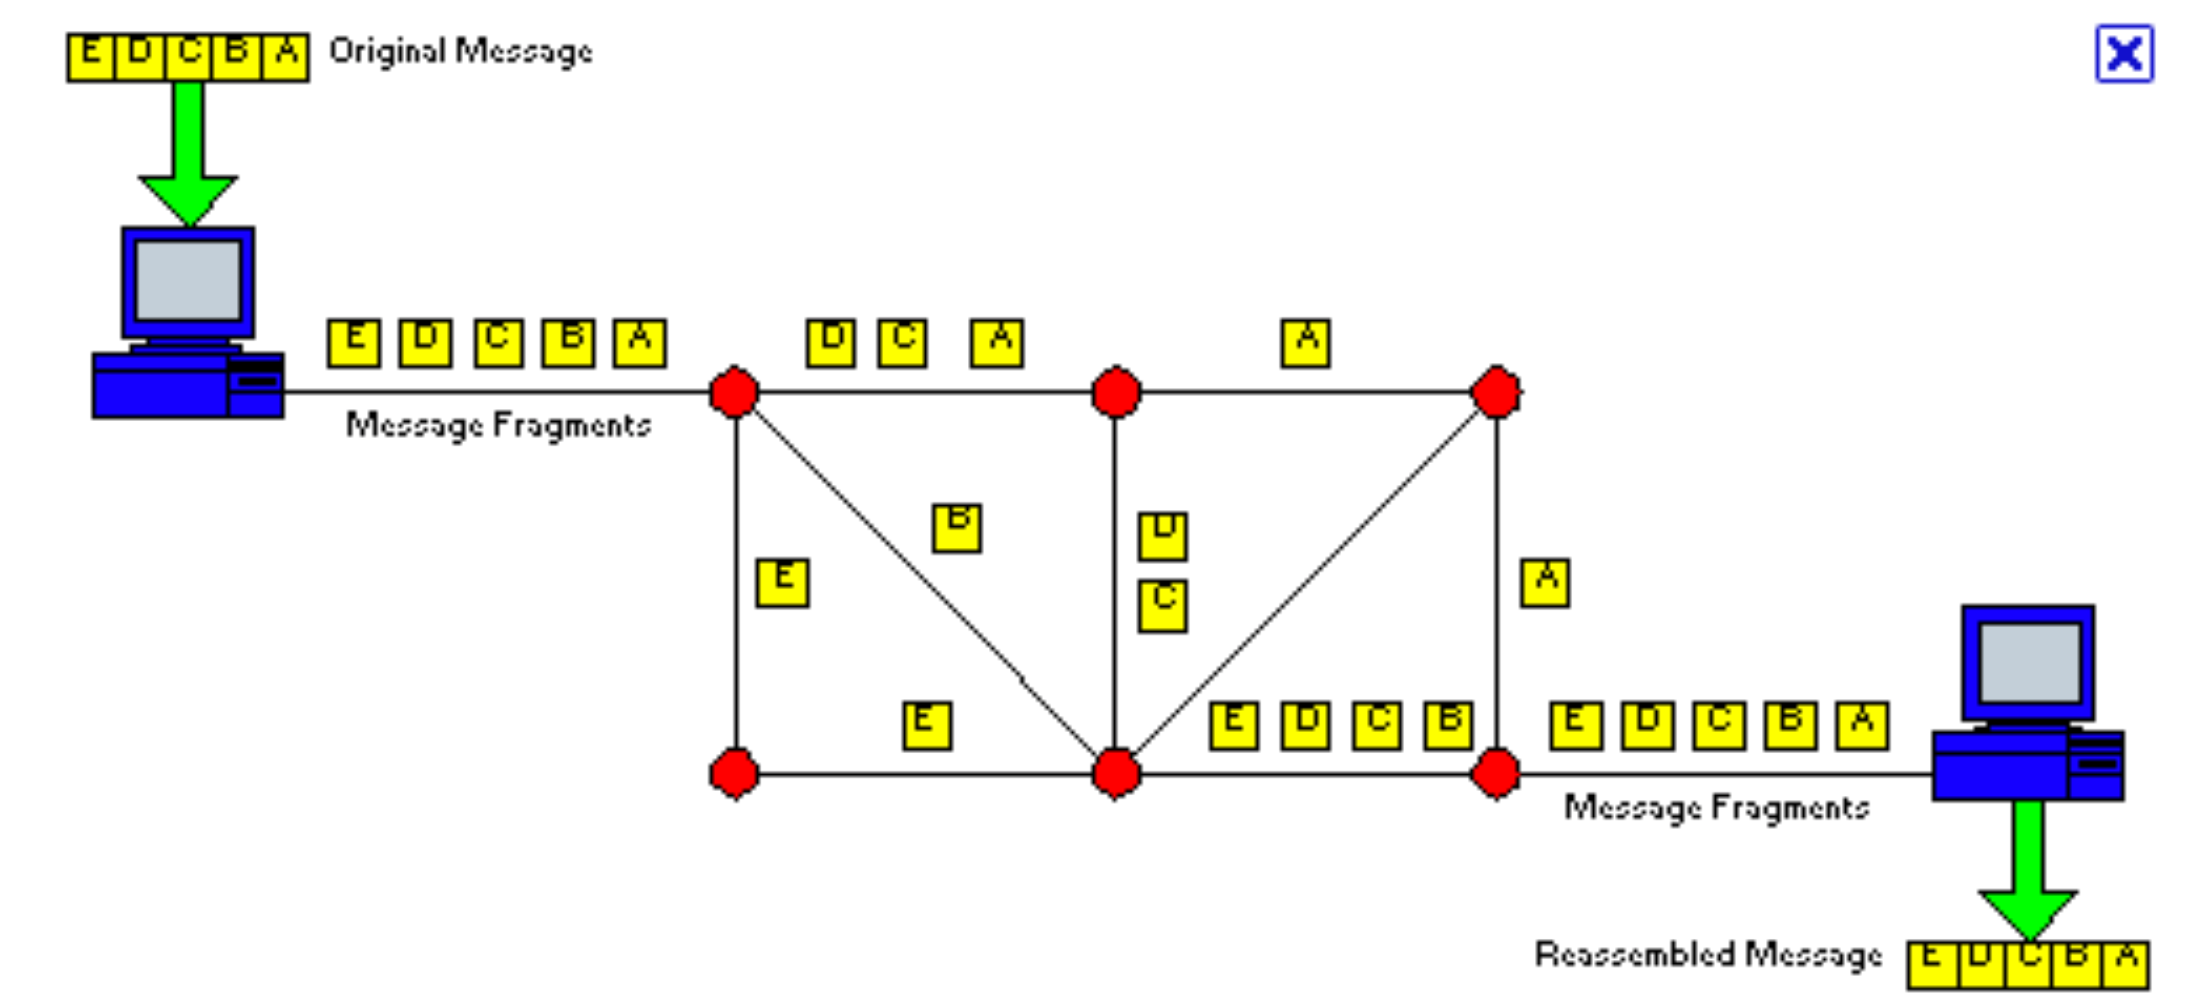 E D C B A Original Message
E D C B A D C A A
Message Fragments
B D
E C A
E E D C B E D C B A
Message Fragments
Reassembled Message E D C B A